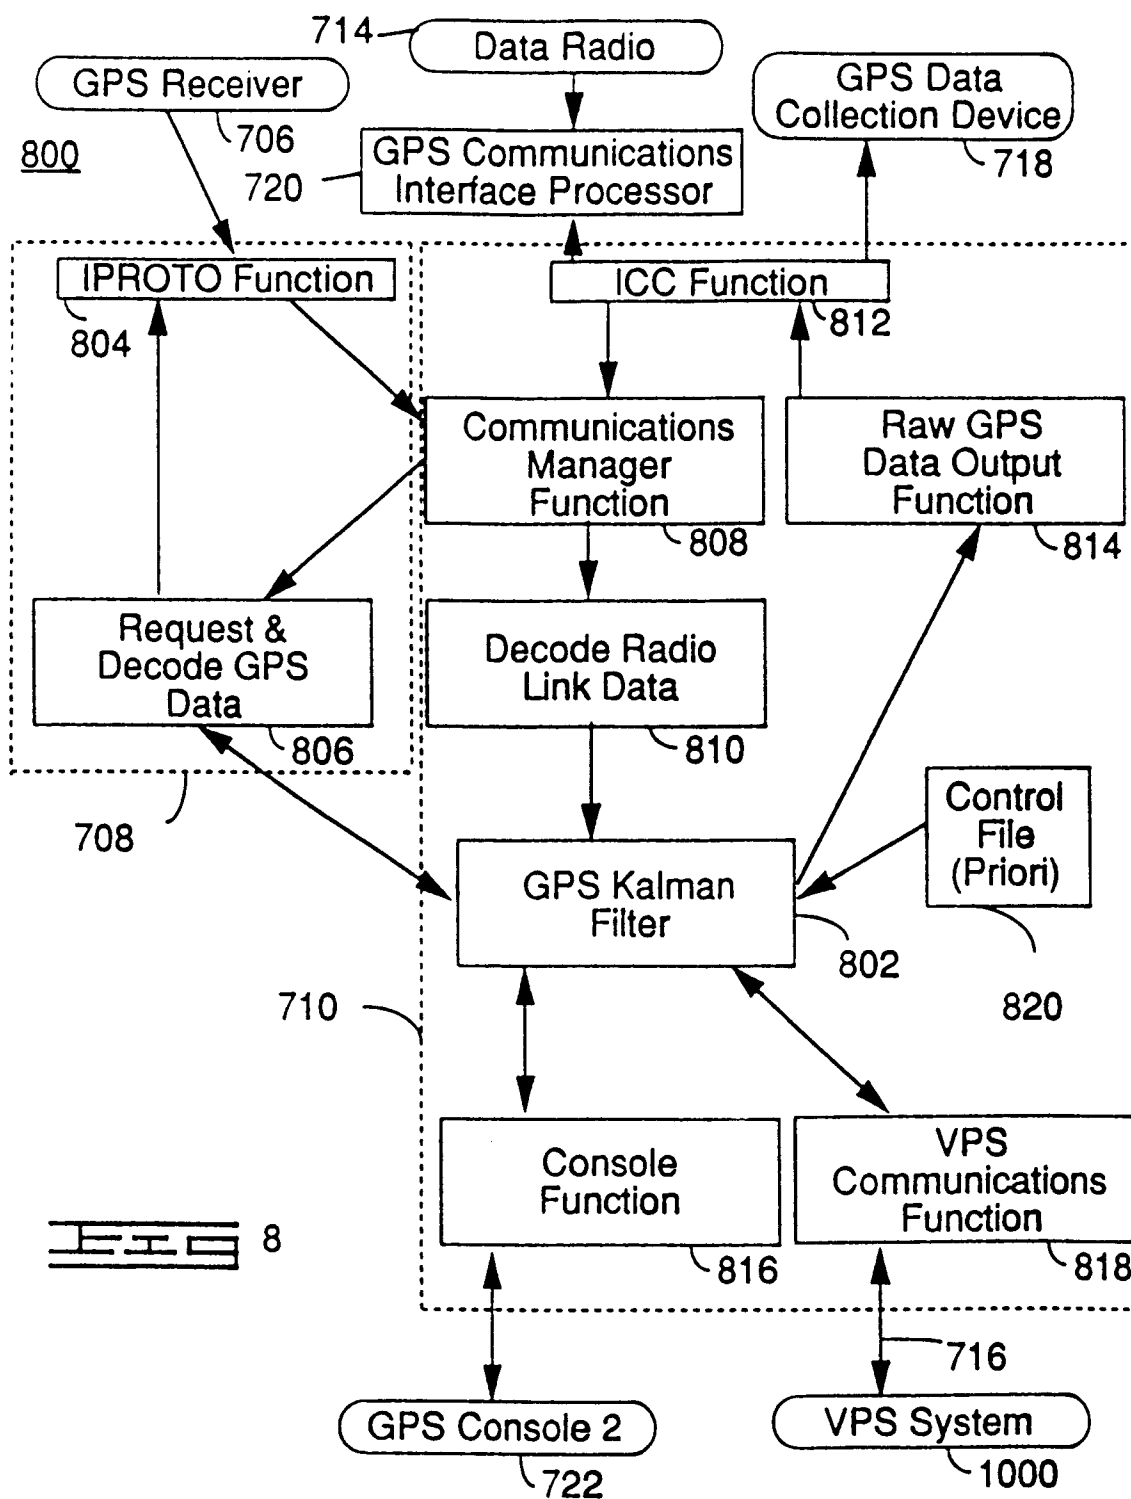 714
Data Radio
GPS Receiver
706
800
GPS Data
Collection Device
718
720
GPS Communications
Interface Processor
IPROTO Function
804
ICC Function
812
Communications
Manager
Function
808
Raw GPS
Data Output
Function
814
Request &
Decode GPS
Data
806
Decode Radio
Link Data
810
708
Control
File
(Priori)
820
GPS Kalman
Filter
802
710
Console
Function
816
VPS
Communications
Function
818
FIG 8
716
GPS Console 2
722
VPS System
1000